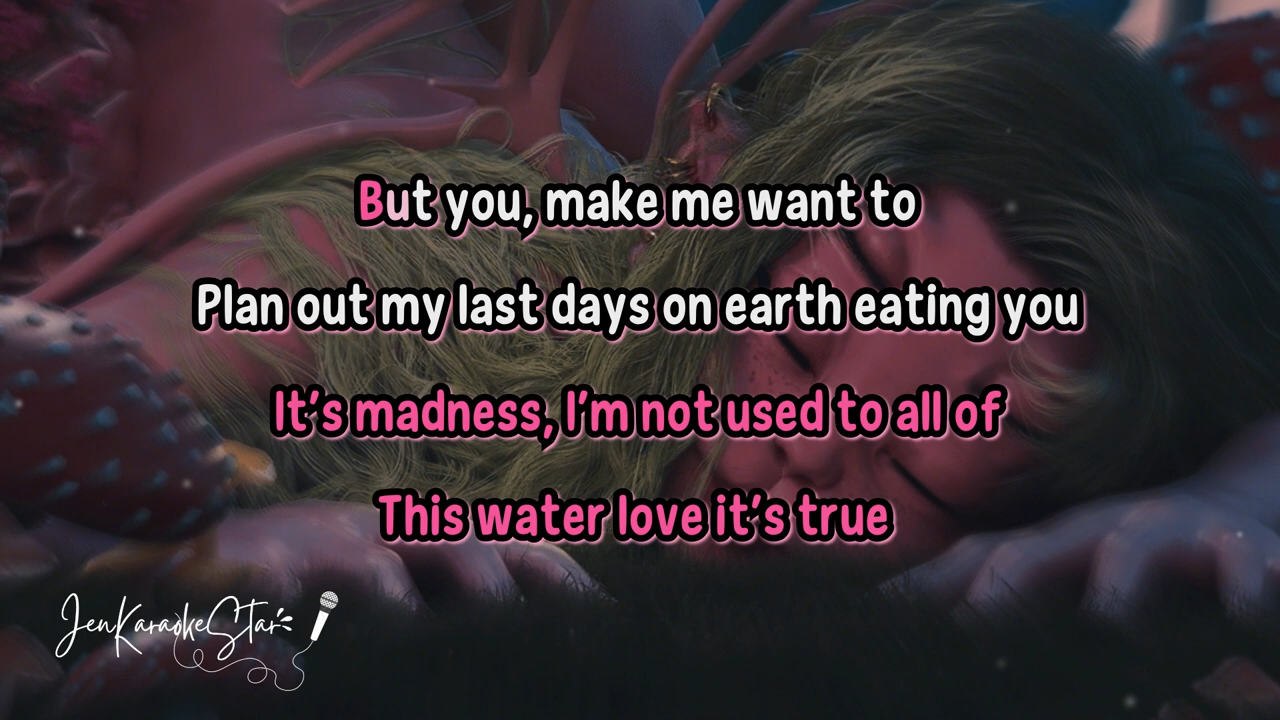 But you, make me want to
Plan out my last days on earth eating you
It's madness, I'm not used to all of
This water love it's true
JenKaraokeStar